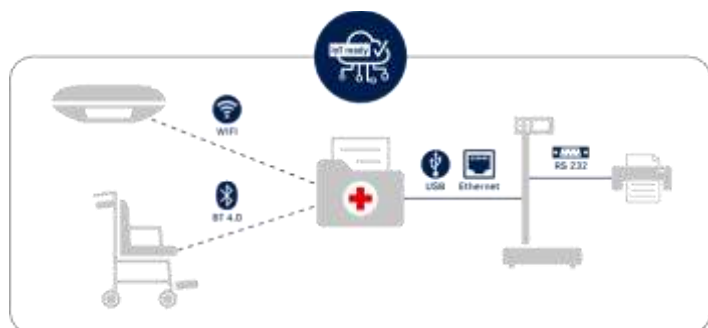 IoT ready
WIFI
BT 4.0
USB
Ethernet
RS 232